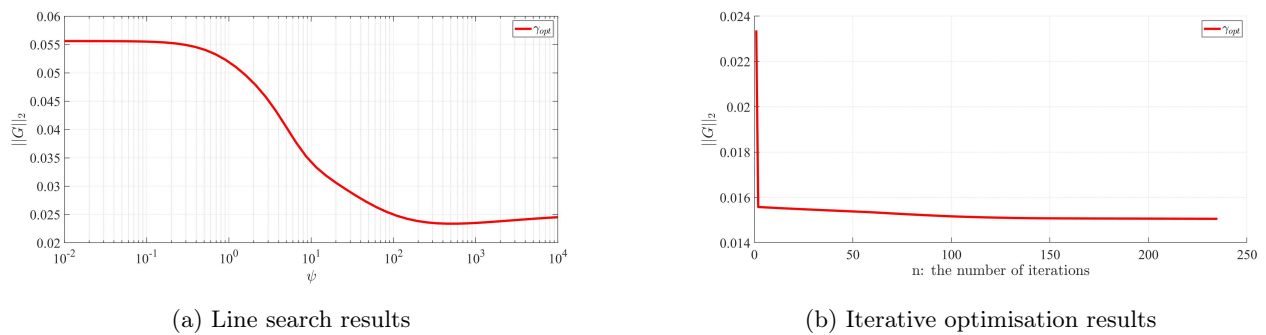 0.06
0.055
0.05
0.045
0.04
0.035
0.03
0.025
0.02
||G||₂
γopt
10⁻² 10⁻¹ 10⁰ 10¹ 10² 10³ 10⁴
ψ
(a) Line search results
0.024
0.022
0.02
0.018
0.016
0.014
||G||₂
γopt
0 50 100 150 200 250
n: the number of iterations
(b) Iterative optimisation results